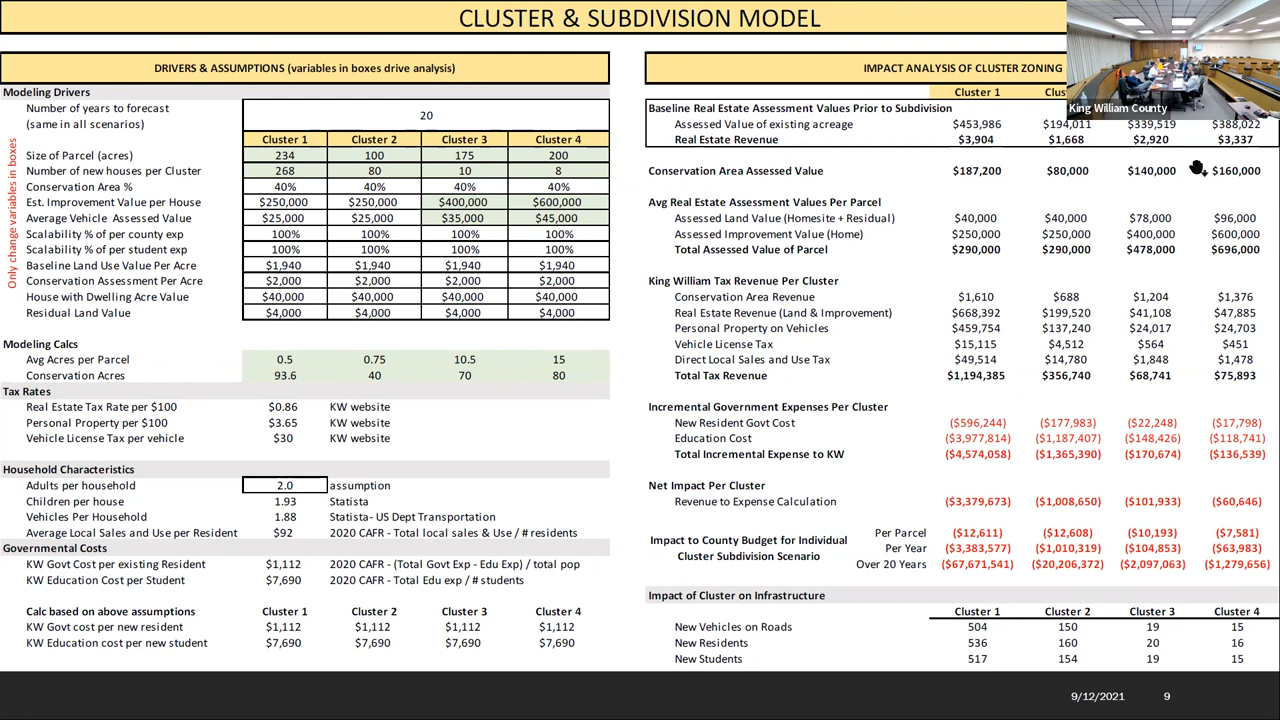 CLUSTER & SUBDIVISION MODEL
King William County
DRIVERS & ASSUMPTIONS (variables in boxes drive analysis)
Only change variables in boxes
Modeling Drivers
Number of years to forecast
(same in all scenarios) 20
Cluster 1 Cluster 2 Cluster 3 Cluster 4
Size of Parcel (acres) 234 100 175 200
Number of new houses per Cluster 268 80 10 8
Conservation Area % 40% 40% 40% 40%
Est. Improvement Value per House $250,000 $250,000 $400,000 $600,000
Average Vehicle Assessed Value $25,000 $25,000 $35,000 $45,000
Scalability % of per county exp 100% 100% 100% 100%
Scalability % of per student exp 100% 100% 100% 100%
Baseline Land Use Value Per Acre $1,940 $1,940 $1,940 $1,940
Conservation Assessment Per Acre $2,000 $2,000 $2,000 $2,000
House with Dwelling Acre Value $40,000 $40,000 $40,000 $40,000
Residual Land Value $4,000 $4,000 $4,000 $4,000
Modeling Calcs
Avg Acres per Parcel 0.5 0.75 10.5 15
Conservation Acres 93.6 40 70 80
Tax Rates
Real Estate Tax Rate per $100 $0.86 KW website
Personal Property per $100 $3.65 KW website
Vehicle License Tax per vehicle $30 KW website
Household Characteristics
Adults per household 2.0 assumption
Children per house 1.93 Statista
Vehicles Per Household 1.88 Statista- US Dept Transportation
Average Local Sales and Use per Resident $92 2020 CAFR - Total local sales & Use / # residents
Governmental Costs
KW Govt Cost per existing Resident $1,112 2020 CAFR - (Total Govt Exp - Edu Exp) / total pop
KW Education Cost per Student $7,690 2020 CAFR - Total Edu exp / # students
Calc based on above assumptions Cluster 1 Cluster 2 Cluster 3 Cluster 4
KW Govt cost per new resident $1,112 $1,112 $1,112 $1,112
KW Education cost per new student $7,690 $7,690 $7,690 $7,690
IMPACT ANALYSIS OF CLUSTER ZONING
Cluster 1
Baseline Real Estate Assessment Values Prior to Subdivision
Assessed Value of existing acreage $453,986 $194,011 $339,519 $388,022
Real Estate Revenue $3,904 $1,668 $2,920 $3,337
Conservation Area Assessed Value $187,200 $80,000 $140,000 $160,000
Avg Real Estate Assessment Values Per Parcel
Assessed Land Value (Homesite + Residual) $40,000 $40,000 $78,000 $96,000
Assessed Improvement Value (Home) $250,000 $250,000 $400,000 $600,000
Total Assessed Value of Parcel $290,000 $290,000 $478,000 $696,000
King William Tax Revenue Per Cluster
Conservation Area Revenue $1,610 $688 $1,204 $1,376
Real Estate Revenue (Land & Improvement) $668,392 $199,520 $41,108 $47,885
Personal Property on Vehicles $459,754 $137,240 $24,017 $24,703
Vehicle License Tax $15,115 $4,512 $564 $451
Direct Local Sales and Use Tax $49,514 $14,780 $1,848 $1,478
Total Tax Revenue $1,194,385 $356,740 $68,741 $75,893
Incremental Government Expenses Per Cluster
New Resident Govt Cost ($596,244) ($177,983) ($22,248) ($17,798)
Education Cost ($3,977,814) ($1,187,407) ($148,426) ($118,741)
Total Incremental Expense to KW ($4,574,058) ($1,365,390) ($170,674) ($136,539)
Net Impact Per Cluster
Revenue to Expense Calculation ($3,379,673) ($1,008,650) ($101,933) ($60,646)
Impact to County Budget for Individual
Cluster Subdivision Scenario
Per Parcel ($12,611) ($12,608) ($10,193) ($7,581)
Per Year ($3,383,577) ($1,010,319) ($104,853) ($63,983)
Over 20 Years ($67,671,541) ($20,206,372) ($2,097,063) ($1,279,656)
Impact of Cluster on Infrastructure
Cluster 1 Cluster 2 Cluster 3 Cluster 4
New Vehicles on Roads 504 150 19 15
New Residents 536 160 20 16
New Students 517 154 19 15
9/12/2021 9